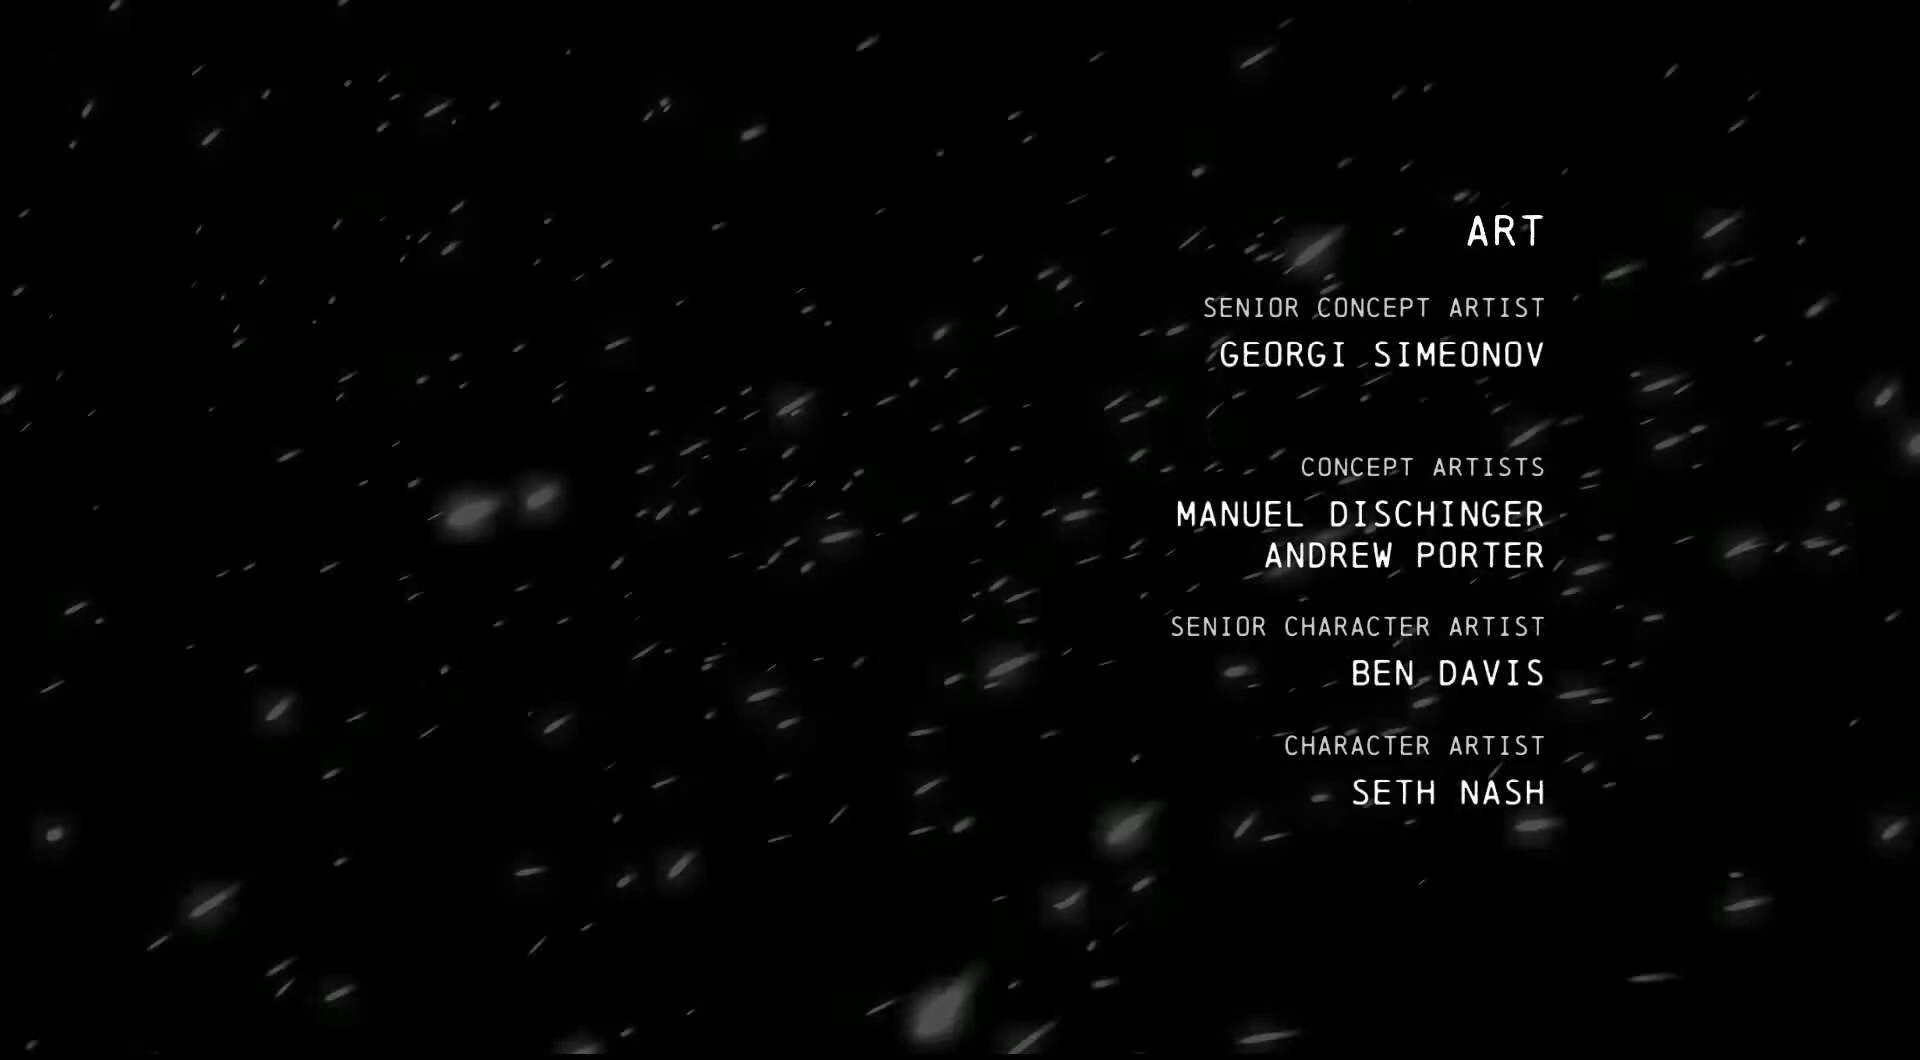 ART
SENIOR CONCEPT ARTIST
GEORGI SIMEONOV
CONCEPT ARTISTS
MANUEL DISCHINGER
ANDREW PORTER
SENIOR CHARACTER ARTIST
BEN DAVIS
CHARACTER ARTIST
SETH NASH